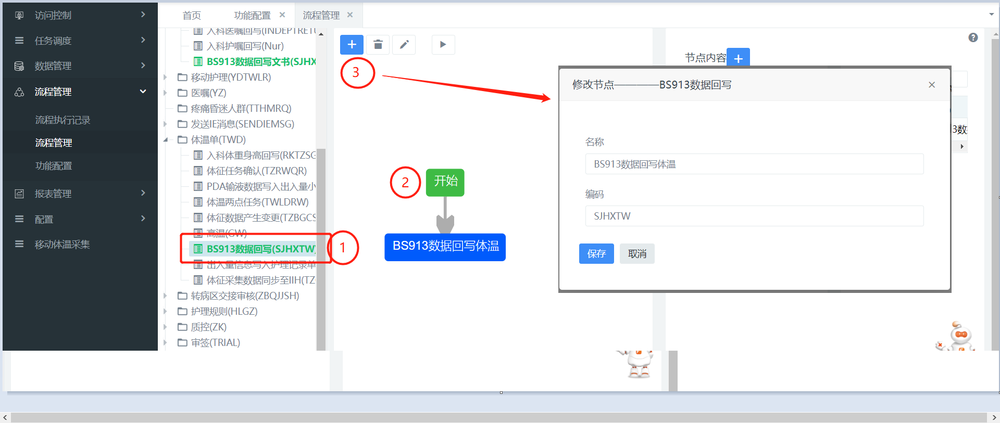 访问控制
任务调度
数据管理
流程管理
流程执行记录
流程管理
功能配置
报表管理
配置
移动体温采集
首页
功能配置
流程管理
入科医嘱回写(INDEPTRETU
入科护嘱回写(Nur)
BS913数据回写文书(SJHX
移动护理(YDTWLR)
医嘱(YZ)
疼痛昏迷人群(TTHMRQ)
发送IE消息(SENDIEMSG)
体温单(TWD)
入科体重身高回写(RKTZSG
体征任务确认(TZRWQR)
PDA输液数据写入出入量小
体温两点任务(TWLDRW)
体征数据产生变更(TZBGCS
高温(GW)
BS913数据回写(SJHXTW)
出入量信息写入护理记录单
体征采集数据同步至IIH(TZC
转病区交接审核(ZBQJJSH)
护理规则(HLGZ)
质控(ZK)
审签(TRIAL)
1
2
3
开始
BS913数据回写体温
节点内容
修改节点————BS913数据回写
名称
BS913数据回写体温
编码
SJHXTW
保存
取消
3数